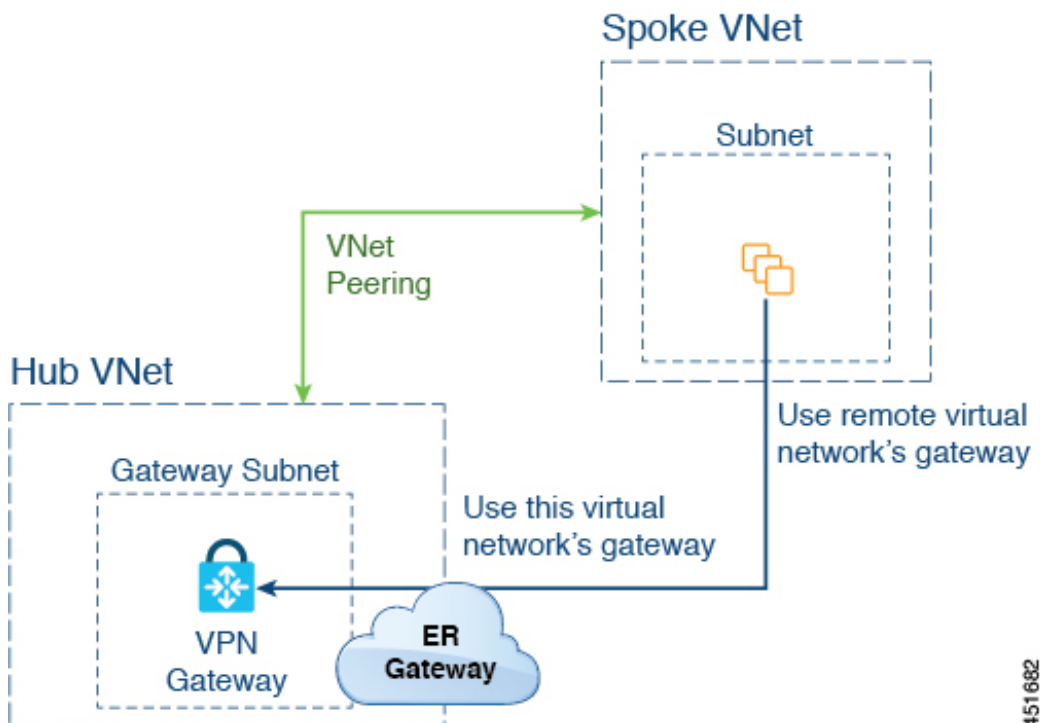 Spoke VNet
Subnet
VNet
Peering
Hub VNet
Use remote virtual
network's gateway
Gateway Subnet
Use this virtual
network's gateway
VPN
Gateway
ER
Gateway
451682